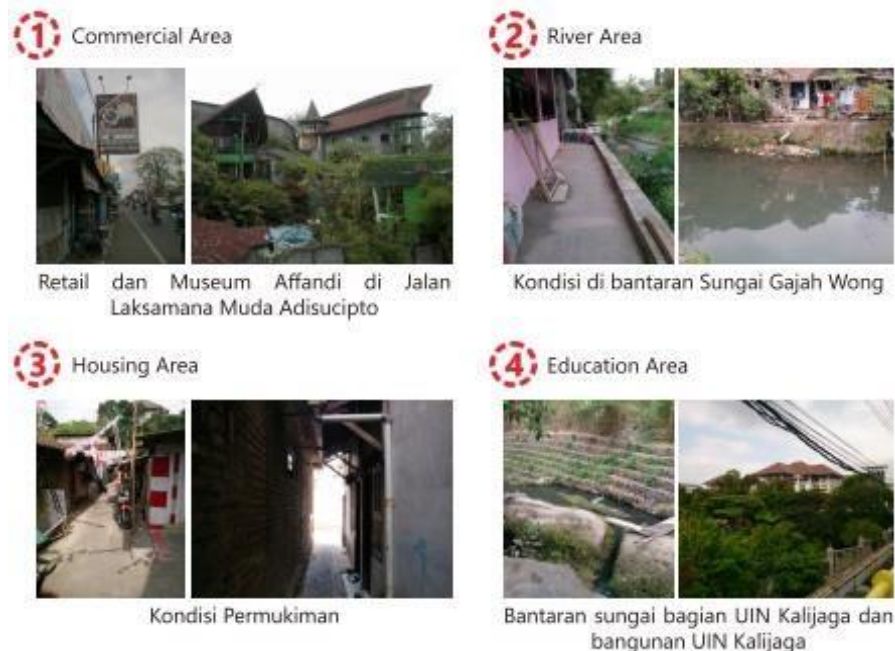 1 Commercial Area
Retail dan Museum Affandi di Jalan
Laksamana Muda Adisucipto
2 River Area
Kondisi di bantaran Sungai Gajah Wong
3 Housing Area
Kondisi Permukiman
4 Education Area
Bantaran sungai bagian UIN Kalijaga dan
bangunan UIN Kalijaga